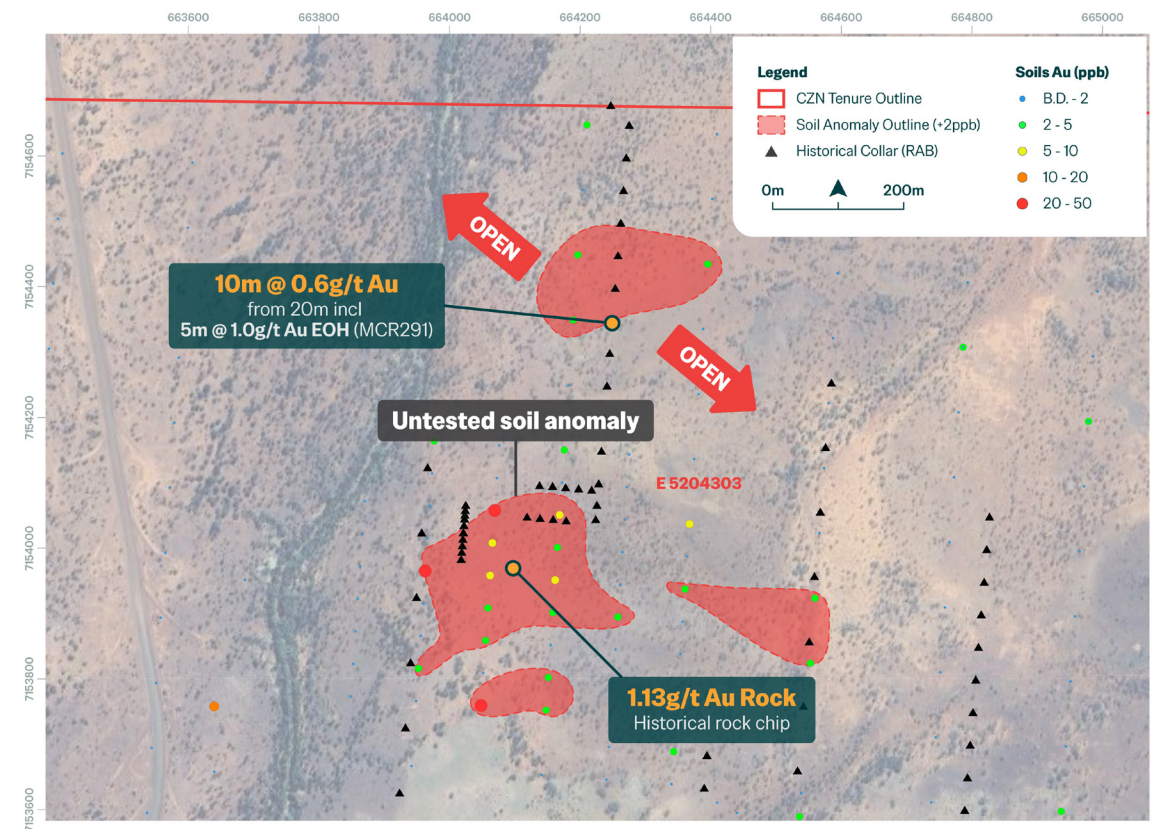 663600
663800
664000
664200
664400
664600
664800
665000
Legend
CZN Tenure Outline
Soil Anomaly Outline (+2ppb)
Historical Collar (RAB)
0m
200m
Soils Au (ppb)
B.D. - 2
2 - 5
5 - 10
10 - 20
20 - 50
7154600
7154400
7154200
7154000
7153800
7153600
OPEN
10m @ 0.6g/t Au
from 20m incl
5m @ 1.0g/t Au EOH (MCR291)
OPEN
Untested soil anomaly
E 5204303
1.13g/t Au Rock
Historical rock chip